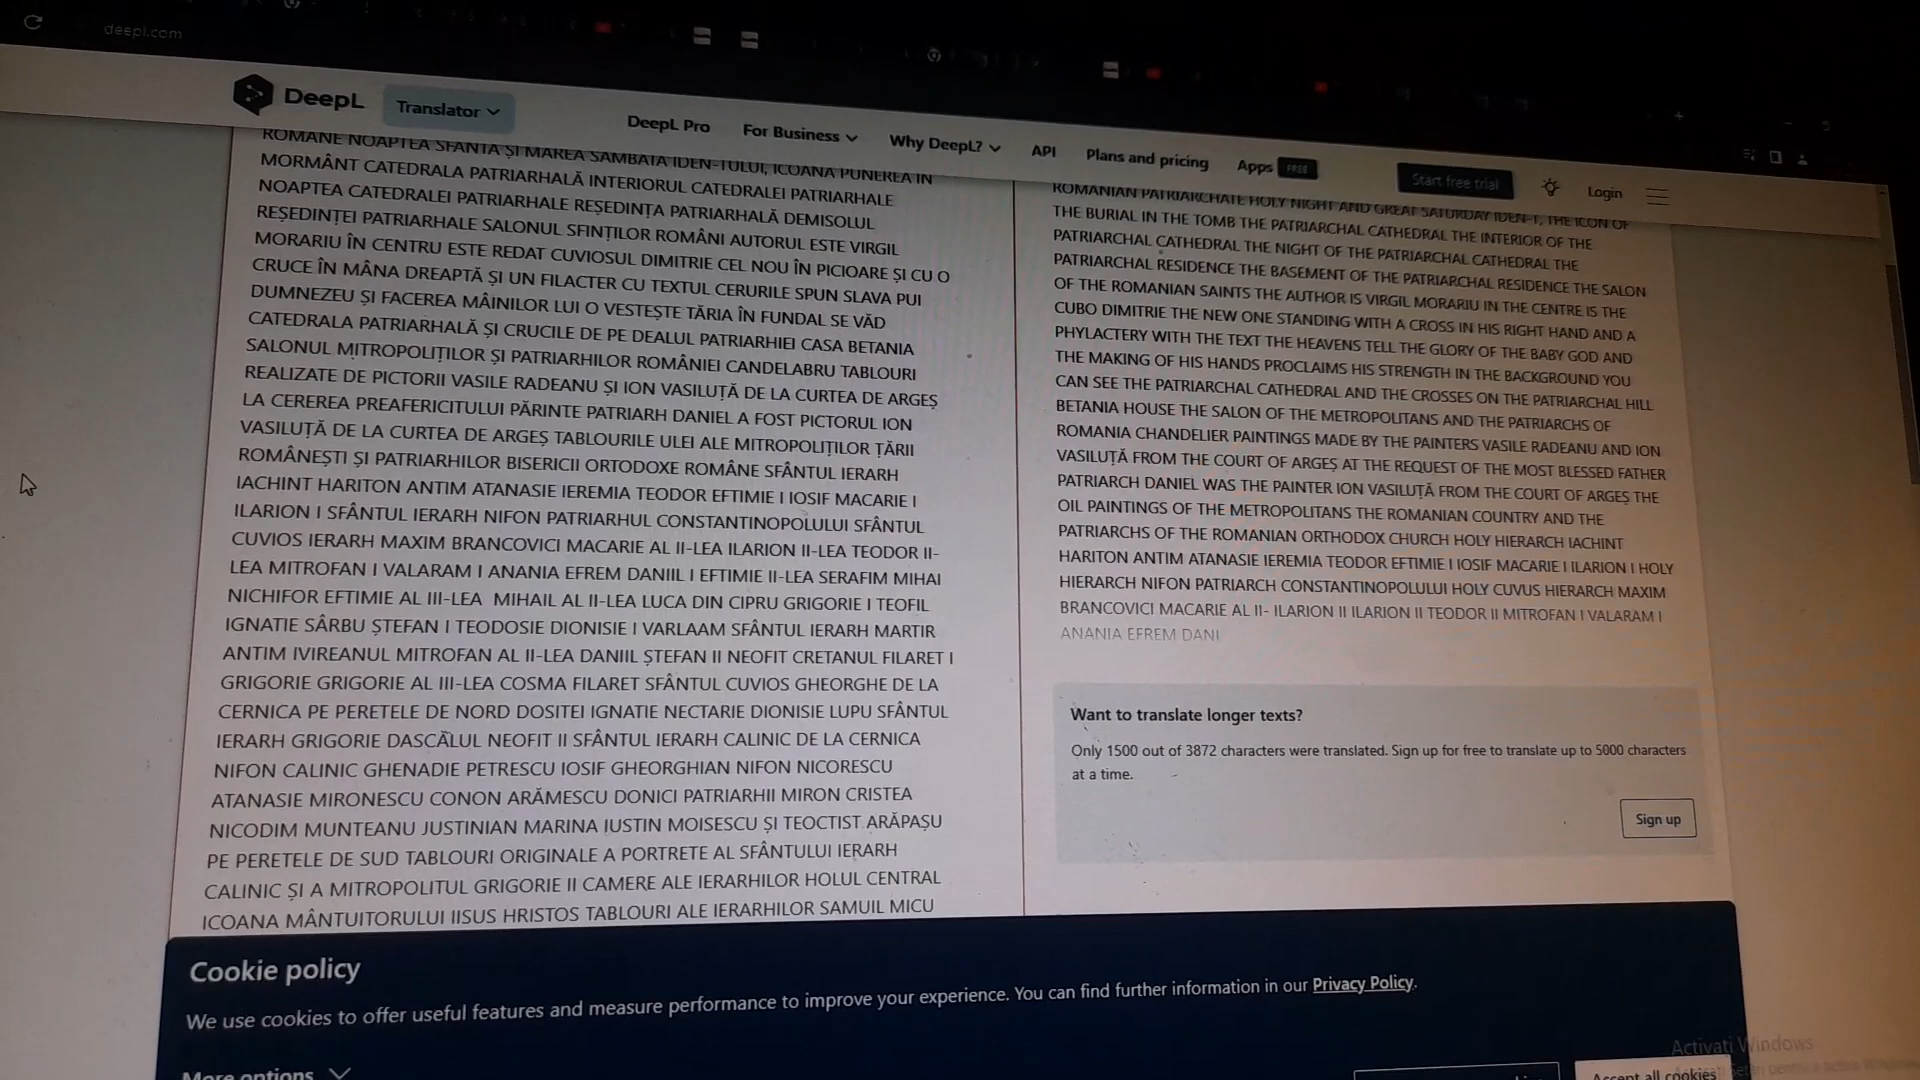 deepl.com
DeepL
Translator
DeepL Pro
For Business
Why DeepL?
API
Plans and pricing
Apps FREE
Start free trial
Login
ROMÂNE NOAPTEA SFÂNTĂ ȘI MAREA SÂMBĂTĂ IDEN-TULUI, ICOANA PUNEREA ÎN
MORMÂNT CATEDRALA PATRIARHALĂ INTERIORUL CATEDRALEI PATRIARHALE
NOAPTEA CATEDRALEI PATRIARHALE REȘEDINȚA PATRIARHALĂ DEMISOLUL
REȘEDINȚEI PATRIARHALE SALONUL SFINȚILOR ROMÂNI AUTORUL ESTE VIRGIL
MORARIU ÎN CENTRU ESTE REDAT CUVIOSUL DIMITRIE CEL NOU ÎN PICIOARE ȘI CU O
CRUCE ÎN MÂNA DREAPTĂ ȘI UN FILACTER CU TEXTUL CERURILE SPUN SLAVA PUI
DUMNEZEU ȘI FACEREA MÂINILOR LUI O VESTEȘTE TĂRIA ÎN FUNDAL SE VĂD
CATEDRALA PATRIARHALĂ ȘI CRUCILE DE PE DEALUL PATRIARHIEI CASA BETANIA
SALONUL MITROPOLIȚILOR ȘI PATRIARHILOR ROMÂNIEI CANDELABRU TABLOURI
REALIZATE DE PICTORII VASILE RADEANU ȘI ION VASILUȚĂ DE LA CURTEA DE ARGEȘ
LA CEREREA PREAFERICITULUI PĂRINTE PATRIARH DANIEL A FOST PICTORUL ION
VASILUȚĂ DE LA CURTEA DE ARGEȘ TABLOURILE ULEI ALE MITROPOLIȚILOR ȚĂRII
ROMÂNEȘTI ȘI PATRIARHILOR BISERICII ORTODOXE ROMÂNE SFÂNTUL IERARH
IACHINT HARITON ANTIM ATANASIE IEREMIA TEODOR EFTIMIE I IOSIF MACARIE I
ILARION I SFÂNTUL IERARH NIFON PATRIARHUL CONSTANTINOPOLULUI SFÂNTUL
CUVIOS IERARH MAXIM BRANCOVICI MACARIE AL II-LEA ILARION II-LEA TEODOR II-
LEA MITROFAN I VALARAM I ANANIA EFREM DANIIL I EFTIMIE II-LEA SERAFIM MIHAI
NICHIFOR EFTIMIE AL III-LEA MIHAIL AL II-LEA LUCA DIN CIPRU GRIGORIE I TEOFIL
IGNATIE SÂRBU ȘTEFAN I TEODOSIE DIONISIE I VARLAAM SFÂNTUL IERARH MARTIR
ANTIM IVIREANUL MITROFAN AL II-LEA DANIIL ȘTEFAN II NEOFIT CRETANUL FILARET I
GRIGORIE GRIGORIE AL III-LEA COSMA FILARET SFÂNTUL CUVIOS GHEORGHE DE LA
CERNICA PE PERETELE DE NORD DOSITEI IGNATIE NECTARIE DIONISIE LUPU SFÂNTUL
IERARH GRIGORIE DASCĂLUL NEOFIT II SFÂNTUL IERARH CALINIC DE LA CERNICA
NIFON CALINIC GHENADIE PETRESCU IOSIF GHEORGHIAN NIFON NICORESCU
ATANASIE MIRONESCU CONON ARĂMESCU DONICI PATRIARHII MIRON CRISTEA
NICODIM MUNTEANU JUSTINIAN MARINA IUSTIN MOISESCU ȘI TEOCTIST ARĂPAȘU
PE PERETELE DE SUD TABLOURI ORIGINALE A PORTRETE AL SFÂNTULUI IERARH
CALINIC ȘI A MITROPOLITUL GRIGORIE II CAMERE ALE IERARHILOR HOLUL CENTRAL
ICOANA MÂNTUITORULUI IISUS HRISTOS TABLOURI ALE IERARHILOR SAMUIL MICU
ROMANIAN PATRIARCHATE HOLY NIGHT AND GREAT SATURDAY IDEN-T, THE ICON OF
THE BURIAL IN THE TOMB THE PATRIARCHAL CATHEDRAL THE INTERIOR OF THE
PATRIARCHAL CATHEDRAL THE NIGHT OF THE PATRIARCHAL CATHEDRAL THE
PATRIARCHAL RESIDENCE THE BASEMENT OF THE PATRIARCHAL RESIDENCE THE SALON
OF THE ROMANIAN SAINTS THE AUTHOR IS VIRGIL MORARIU IN THE CENTRE IS THE
CUBO DIMITRIE THE NEW ONE STANDING WITH A CROSS IN HIS RIGHT HAND AND A
PHYLACTERY WITH THE TEXT THE HEAVENS TELL THE GLORY OF THE BABY GOD AND
THE MAKING OF HIS HANDS PROCLAIMS HIS STRENGTH IN THE BACKGROUND YOU
CAN SEE THE PATRIARCHAL CATHEDRAL AND THE CROSSES ON THE PATRIARCHAL HILL
BETANIA HOUSE THE SALON OF THE METROPOLITANS AND THE PATRIARCHS OF
ROMANIA CHANDELIER PAINTINGS MADE BY THE PAINTERS VASILE RADEANU AND ION
VASILUȚĂ FROM THE COURT OF ARGEȘ AT THE REQUEST OF THE MOST BLESSED FATHER
PATRIARCH DANIEL WAS THE PAINTER ION VASILUȚĂ FROM THE COURT OF ARGEȘ THE
OIL PAINTINGS OF THE METROPOLITANS THE ROMANIAN COUNTRY AND THE
PATRIARCHS OF THE ROMANIAN ORTHODOX CHURCH HOLY HIERARCH IACHINT
HARITON ANTIM ATANASIE IEREMIA TEODOR EFTIMIE I IOSIF MACARIE I ILARION I HOLY
HIERARCH NIFON PATRIARCH CONSTANTINOPOLULUI HOLY CUVUS HIERARCH MAXIM
BRANCOVICI MACARIE AL II- ILARION II ILARION II TEODOR II MITROFAN I VALARAM I
ANANIA EFREM DANI
Want to translate longer texts?
Only 1500 out of 3872 characters were translated. Sign up for free to translate up to 5000 characters
at a time.
Sign up
Cookie policy
We use cookies to offer useful features and measure performance to improve your experience. You can find further information in our Privacy Policy.
More options
Accept all cookies
Activați Windows